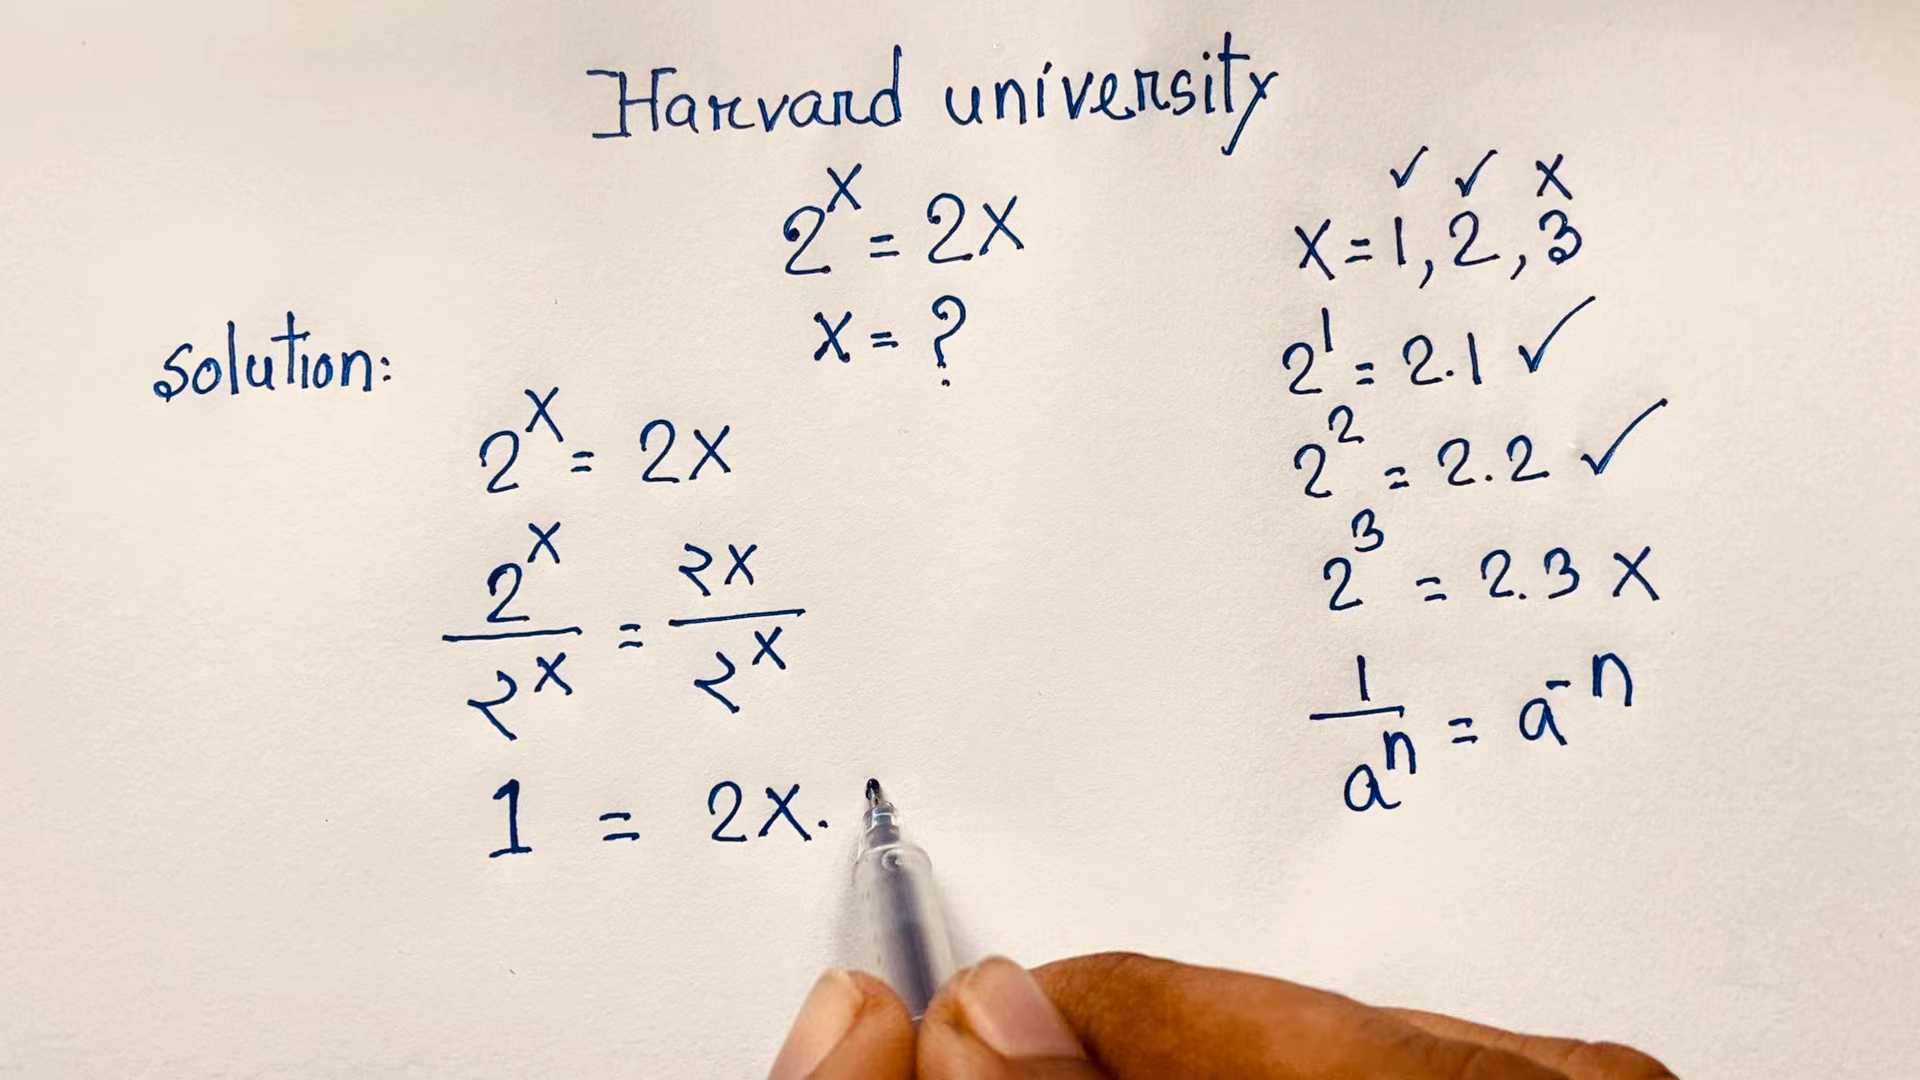 Harvard university
2^x = 2x
x = ?
Solution:
2^x = 2x
2^x/2^x = 2x/2^x
1 = 2x.
✓ ✓ x
x = 1, 2, 3
2^1 = 2.1 ✓
2^2 = 2.2 ✓
2^3 = 2.3 x
1/a^n = a^-n